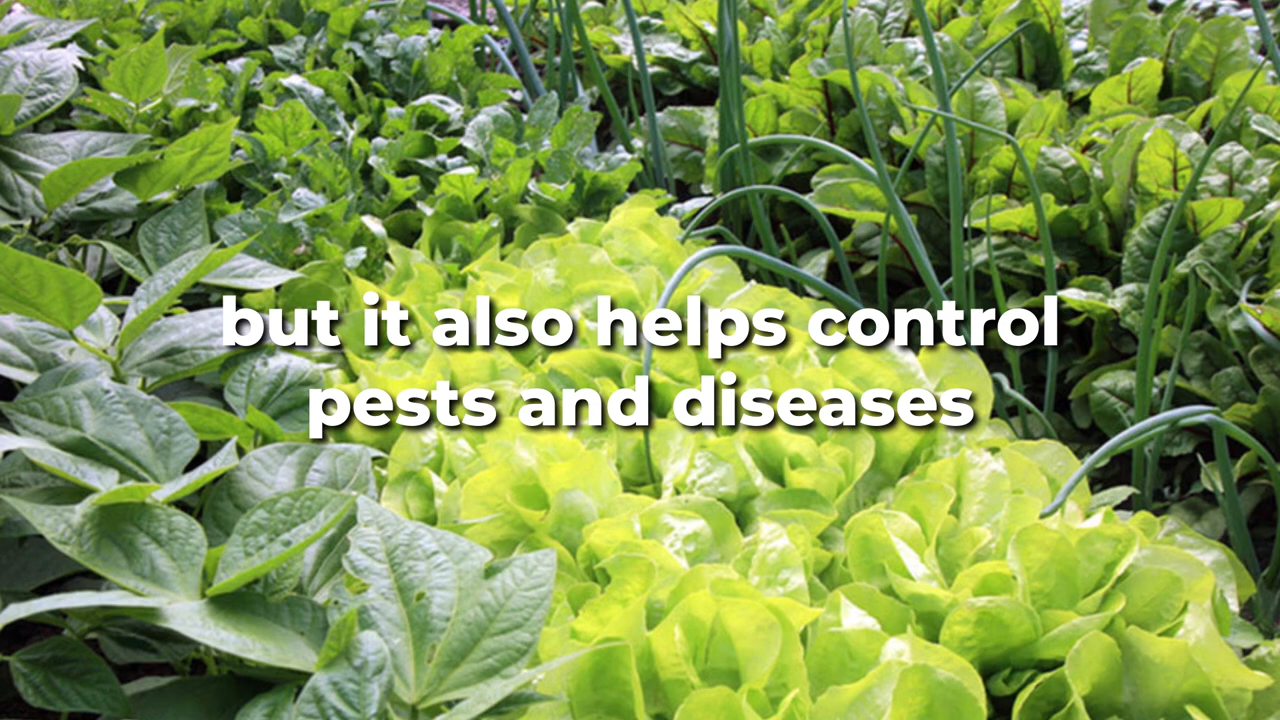 but it also helps control
pests and diseases